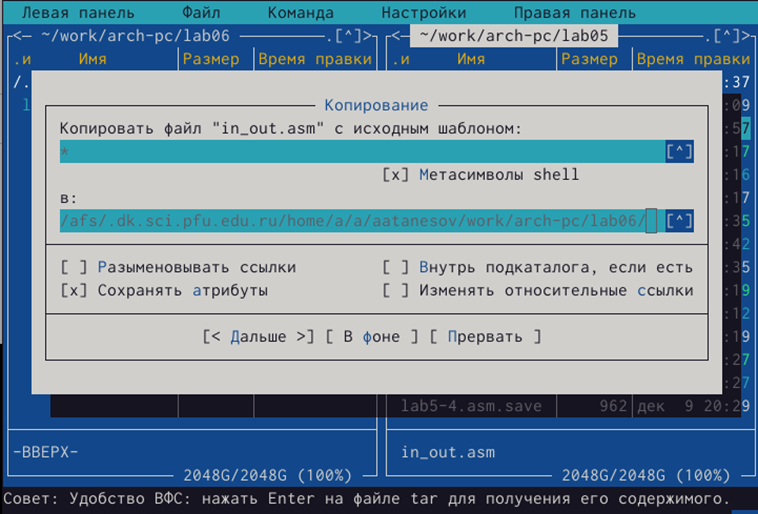 Левая панель Файл Команда Настройки Правая панель
<— ~/work/arch-pc/lab06 .[^]> <— ~/work/arch-pc/lab05 .[^]>
.и Имя Размер Время правки .и Имя Размер Время правки
/. :37
l :09
Копирование
:57
Копировать файл "in_out.asm" с исходным шаблоном:
* [^] :17
[x] Метасимволы shell :16
в: :17
/afs/.dk.sci.pfu.edu.ru/home/a/a/aatanesov/work/arch-pc/lab06/ [^] :35
:42
[ ] Разыменовывать ссылки [ ] Внутрь подкаталога, если есть :35
[x] Сохранять атрибуты [ ] Изменять относительные ссылки :19
:12
[< Дальше >] [ В фоне ] [ Прервать ] :19
:27
:27
lab5-4.asm.save 962 дек 9 20:29
-ВВЕРХ- in_out.asm
2048G/2048G (100%) 2048G/2048G (100%)
Совет: Удобство ВФС: нажать Enter на файле tar для получения его содержимого.